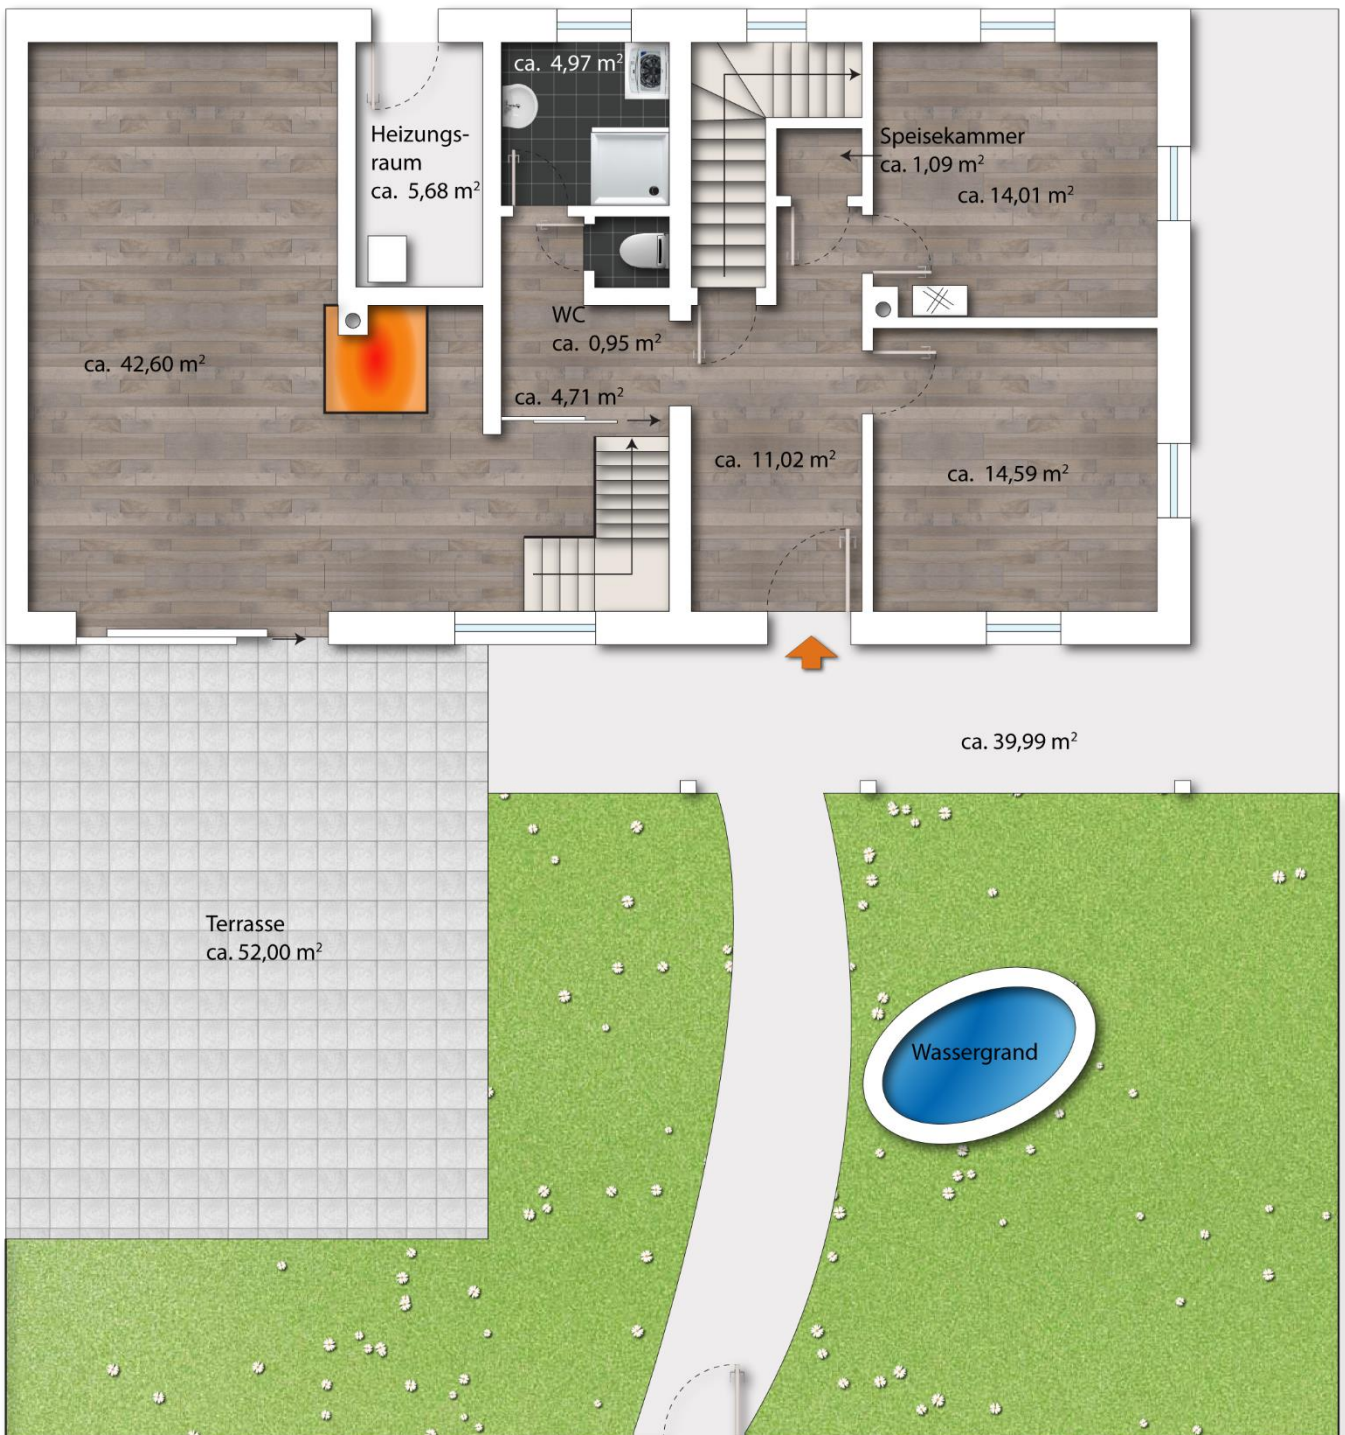 ca. 4,97 m²
Heizungs-
raum
ca. 5,68 m²
Speisekammer
ca. 1,09 m²
ca. 14,01 m²
WC
ca. 0,95 m²
ca. 42,60 m²
ca. 4,71 m²
ca. 11,02 m²
ca. 14,59 m²
ca. 39,99 m²
Terrasse
ca. 52,00 m²
Wassergrand